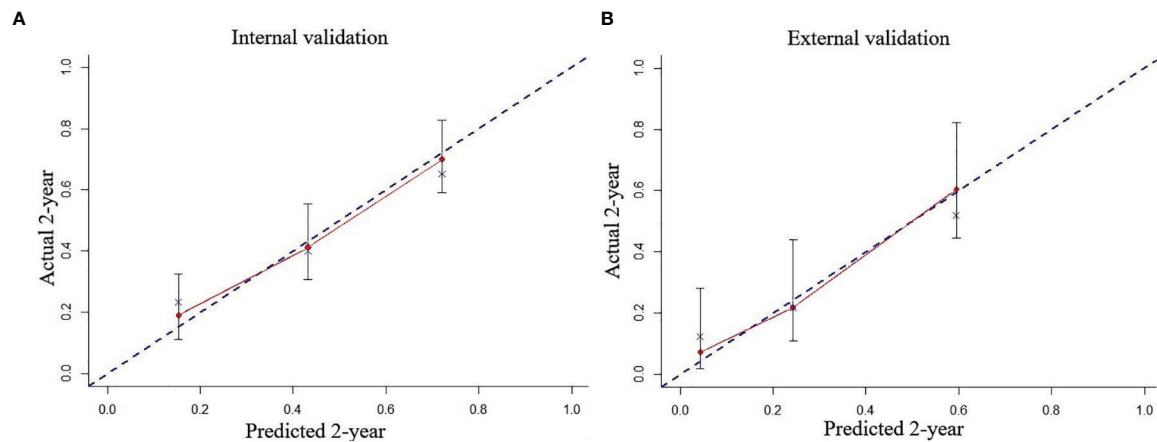 A
Internal validation
Actual 2-year
1.0
0.8
0.6
0.4
0.2
0.0
0.0 0.2 0.4 0.6 0.8 1.0
Predicted 2-year
B
External validation
Actual 2-year
1.0
0.8
0.6
0.4
0.2
0.0
0.0 0.2 0.4 0.6 0.8 1.0
Predicted 2-year